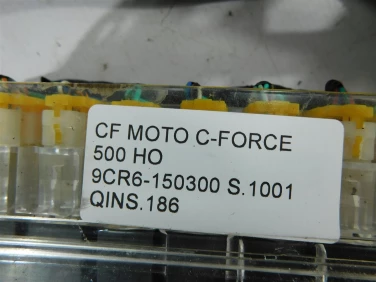 CF MOTO C-FORCE
500 HO
9CR6-150300 S.1001
QINS.186